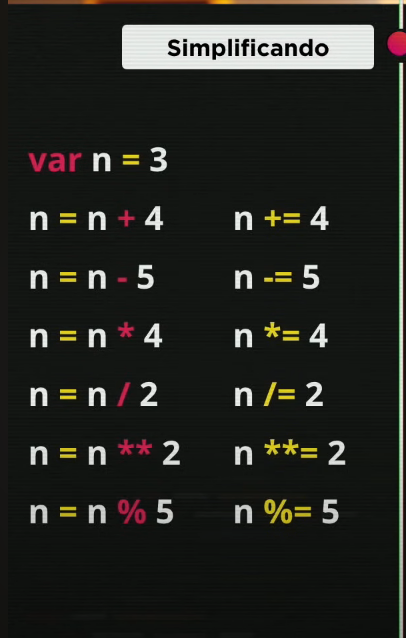 Simplificando
var n = 3
n = n + 4 n += 4
n = n - 5 n -= 5
n = n * 4 n *= 4
n = n / 2 n /= 2
n = n ** 2 n **= 2
n = n % 5 n %= 5